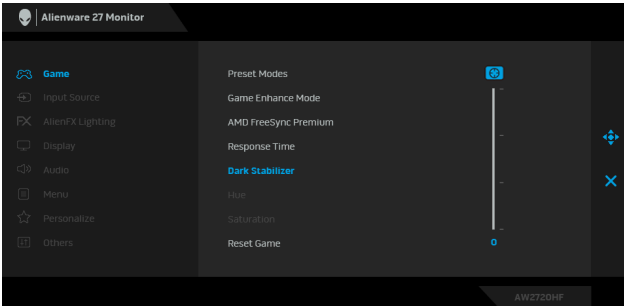 Alienware 27 Monitor
Game
Input Source
AlienFX Lighting
Display
Audio
Menu
Personalize
Others
Preset Modes
Game Enhance Mode
AMD FreeSync Premium
Response Time
Dark Stabilizer
Hue
Saturation
Reset Game
0
AW2720HF